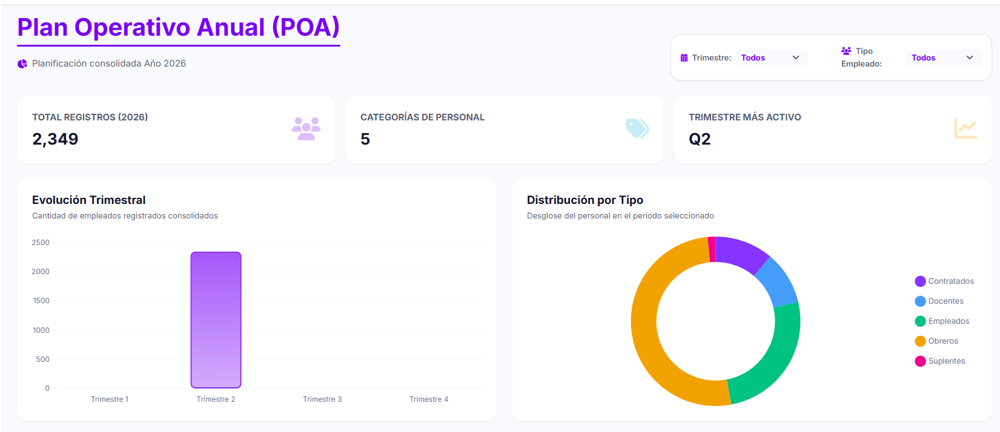 Plan Operativo Anual (POA)
Planificación consolidada Año 2026
Trimestre: Todos
Tipo
Empleado: Todos
TOTAL REGISTROS (2026)
2,349
CATEGORÍAS DE PERSONAL
5
TRIMESTRE MÁS ACTIVO
Q2
Evolución Trimestral
Cantidad de empleados registrados consolidados
2500
2000
1500
1000
500
0
Trimestre 1
Trimestre 2
Trimestre 3
Trimestre 4
Distribución por Tipo
Desglose del personal en el periodo seleccionado
Contratados
Docentes
Empleados
Obreros
Suplentes